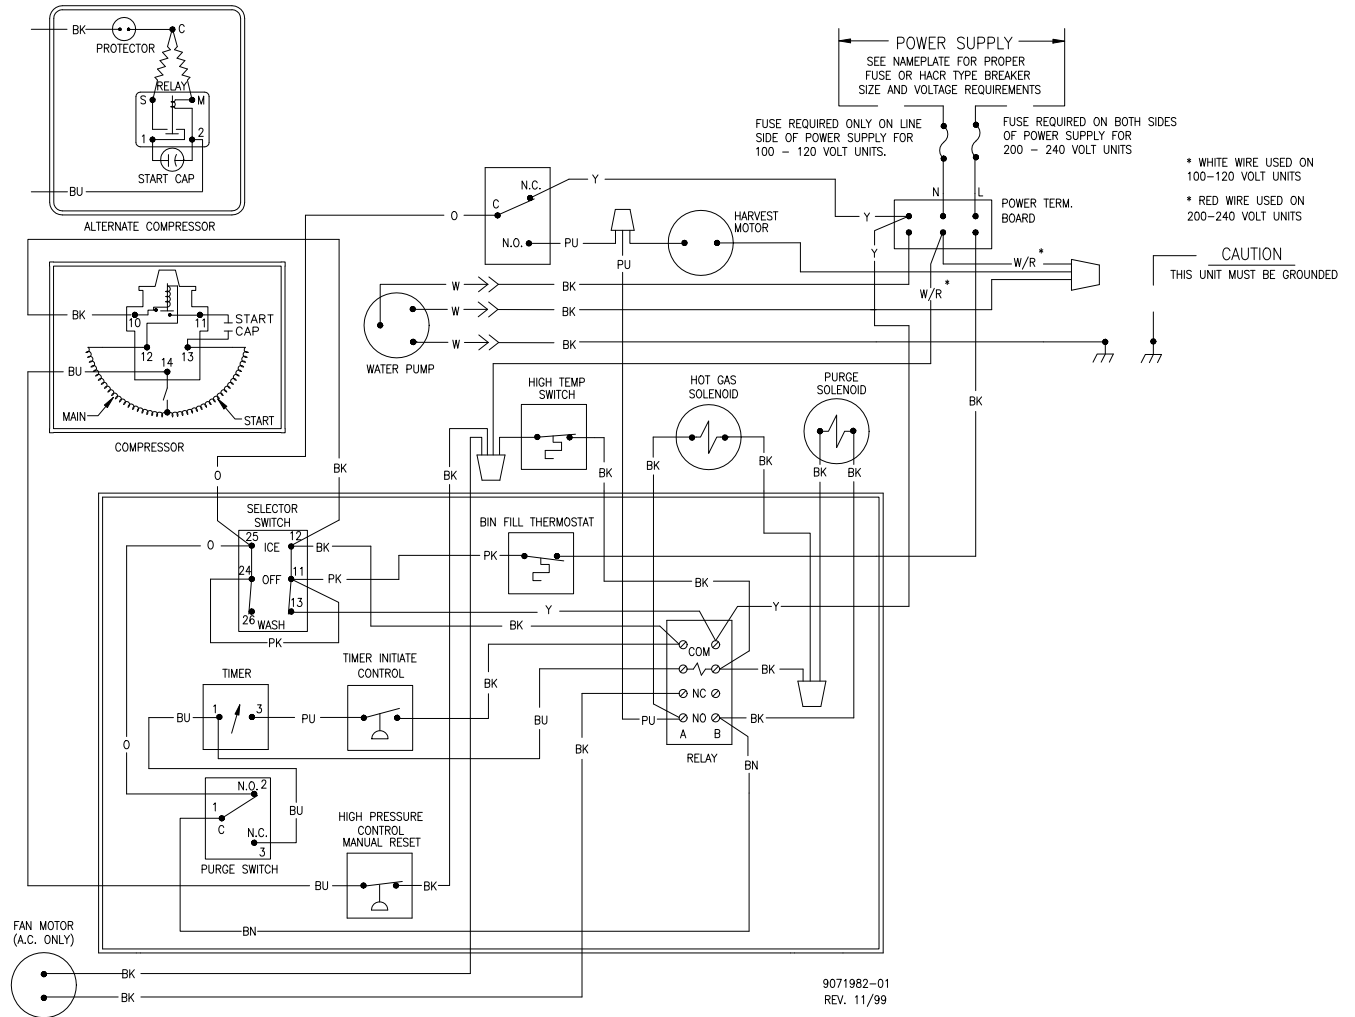 BK
PROTECTOR
C
RELAY
S
M
1
2
START CAP
BU
ALTERNATE COMPRESSOR
POWER SUPPLY
SEE NAMEPLATE FOR PROPER
FUSE OR HACR TYPE BREAKER
SIZE AND VOLTAGE REQUIREMENTS
FUSE REQUIRED ONLY ON LINE
SIDE OF POWER SUPPLY FOR
100 – 120 VOLT UNITS.
FUSE REQUIRED ON BOTH SIDES
OF POWER SUPPLY FOR
200 – 240 VOLT UNITS
* WHITE WIRE USED ON
100–120 VOLT UNITS
* RED WIRE USED ON
200–240 VOLT UNITS
N
L
POWER TERM.
BOARD
CAUTION
THIS UNIT MUST BE GROUNDED
N.C.
C
N.O.
Y
O
PU
PU
HARVEST
MOTOR
Y
Y
W/R *
W/R *
BK
10
11
START
CAP
12
13
14
BU
MAIN
START
COMPRESSOR
W
BK
W
BK
W
BK
WATER PUMP
HIGH TEMP
SWITCH
HOT GAS
SOLENOID
PURGE
SOLENOID
BK
O
BK
BK
BK
BK
BK
BK
BK
SELECTOR
SWITCH
25
ICE
12
O
BK
24
OFF
11
PK
26
WASH
13
PK
BIN FILL THERMOSTAT
PK
BK
Y
Y
BK
COM
BK
NC
PU
NO
BK
A
B
RELAY
BN
TIMER
TIMER INITIATE
CONTROL
BK
BU
1
3
PU
BU
BK
O
N.O.
2
1
C
N.C.
3
BU
PURGE SWITCH
HIGH PRESSURE
CONTROL
MANUAL RESET
BU
BK
BN
FAN MOTOR
(A.C. ONLY)
BK
BK
9071982–01
REV. 11/99